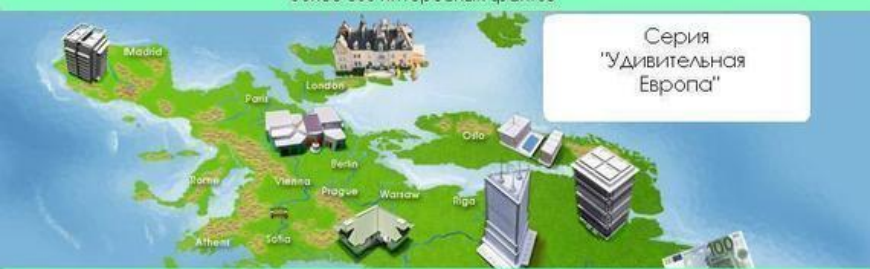 Серия
"Удивительная
Европа"
Madrid
London
Paris
Oslo
Berlin
Rome
Vienna
Prague
Warsaw
Riga
Athens
Sofia
100